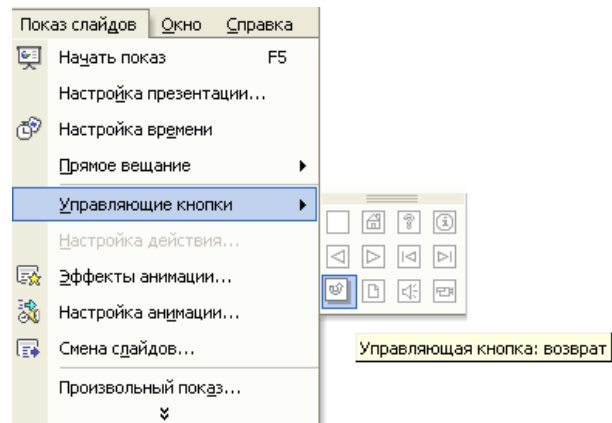 Показ слайдов Окно Справка
Начать показ F5
Настройка презентации...
Настройка времени
Прямое вещание
Управляющие кнопки
Настройка действия...
Эффекты анимации...
Настройка анимации...
Смена слайдов...
Управляющая кнопка: возврат
Произвольный показ...